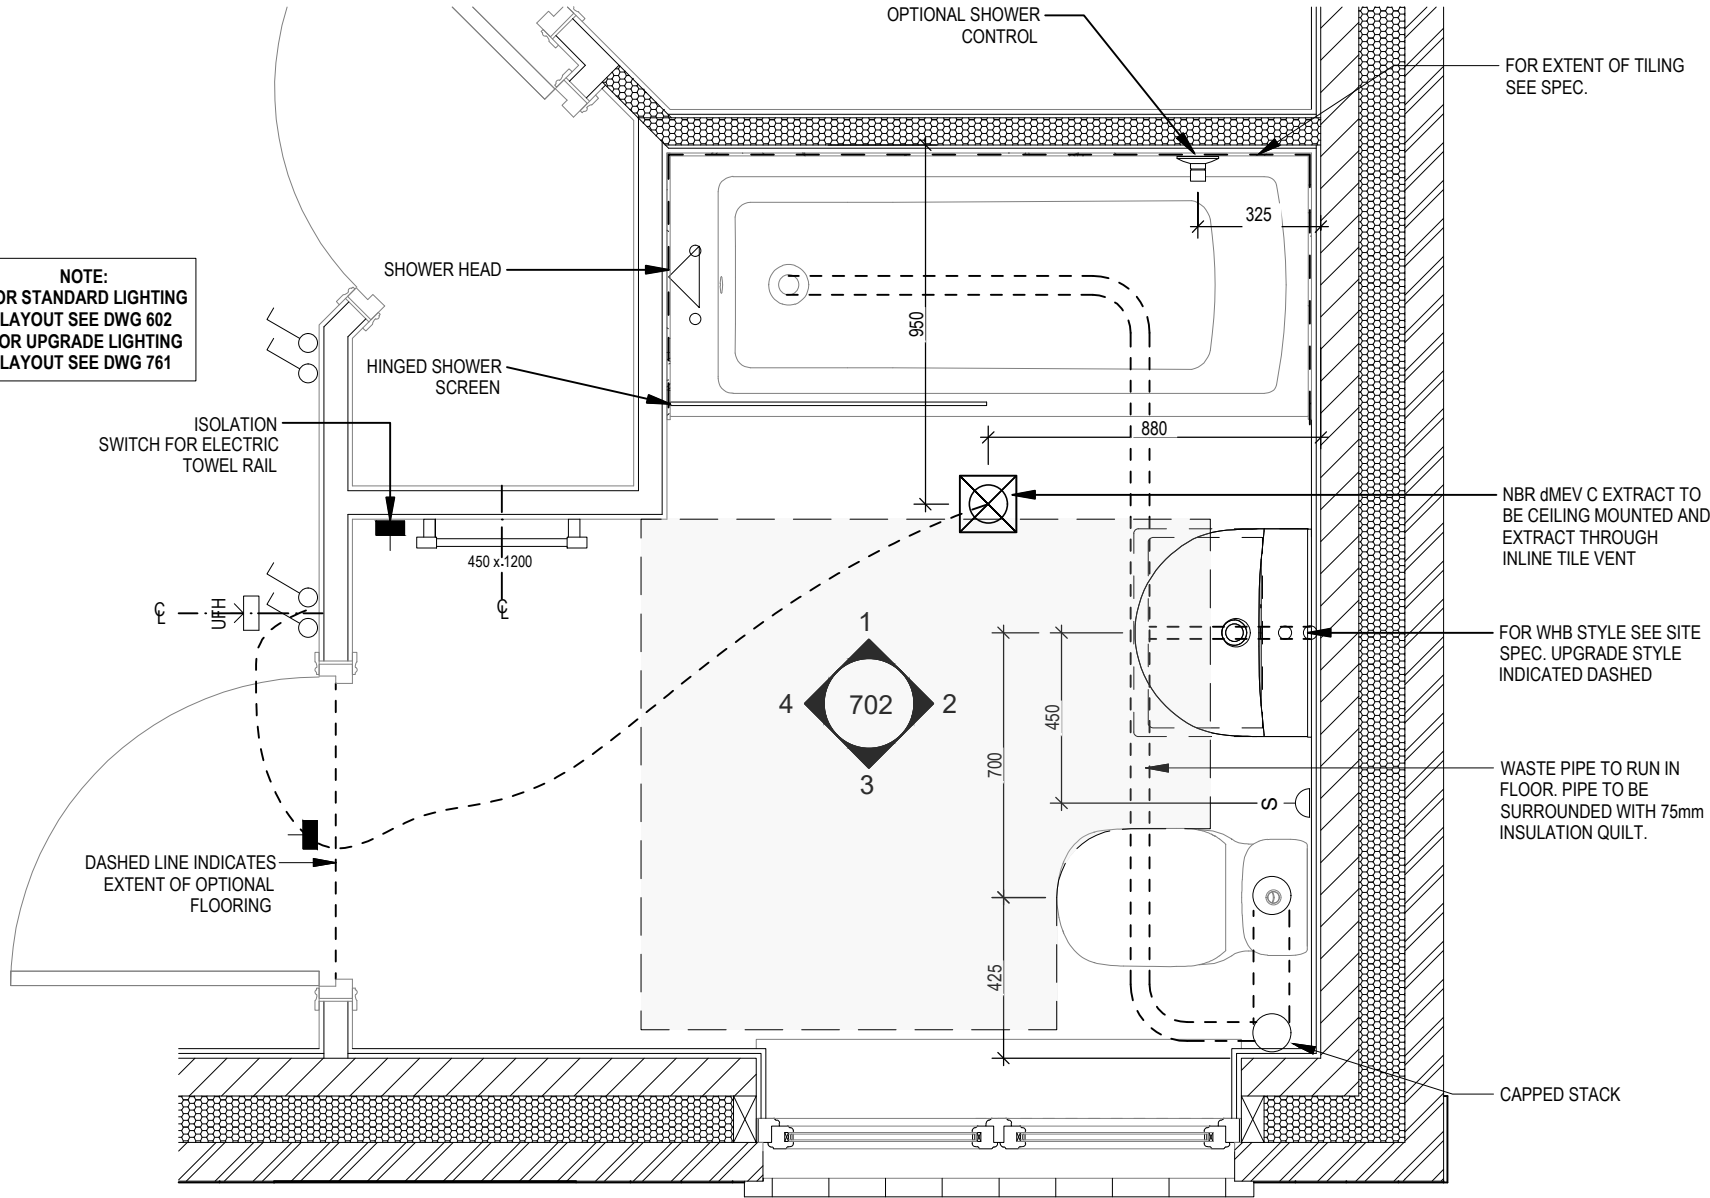 OPTIONAL SHOWER
CONTROL
FOR EXTENT OF TILING
SEE SPEC.
325
NOTE:
OR STANDARD LIGHTING
LAYOUT SEE DWG 602
OR UPGRADE LIGHTING
LAYOUT SEE DWG 761
SHOWER HEAD
950
HINGED SHOWER
SCREEN
ISOLATION
SWITCH FOR ELECTRIC
TOWEL RAIL
880
NBR dMEV C EXTRACT TO
BE CEILING MOUNTED AND
EXTRACT THROUGH
INLINE TILE VENT
450 x 1200
℄
℄
UFH
FOR WHB STYLE SEE SITE
SPEC. UPGRADE STYLE
INDICATED DASHED
1
4
702
2
3
450
700
S
WASTE PIPE TO RUN IN
FLOOR. PIPE TO BE
SURROUNDED WITH 75mm
INSULATION QUILT.
DASHED LINE INDICATES
EXTENT OF OPTIONAL
FLOORING
425
CAPPED STACK